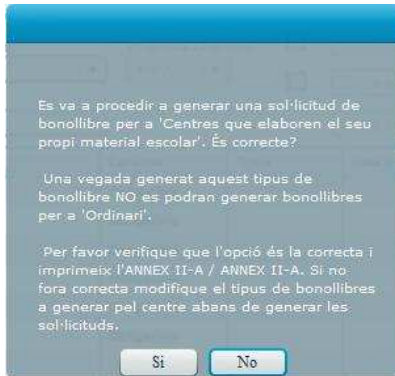 Es va a procedir a generar una sol·licitud de
bonollibre per a 'Centres que elaboren el seu
propi material escolar'. És correcte?
Una vegada generat aquest tipus de
bonollibre NO es podran generar bonollibres
per a 'Ordinari'.
Per favor verifique que l'opció és la correcta i
imprimeix l'ANNEX II-A / ANNEX II-A. Si no
fora correcta modifique el tipus de bonollibres
a generar pel centre abans de generar les
sol·licituds.
Si No